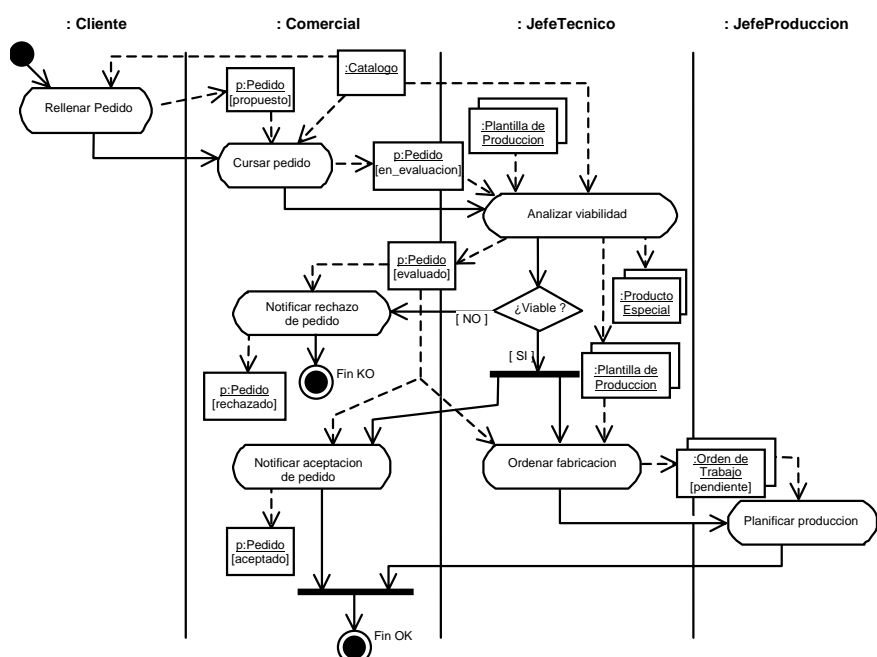 : Cliente
: Comercial
: JefeTecnico
: JefeProduccion
:Catalogo
p:Pedido
[propuesto]
Rellenar Pedido
:Plantilla de
Produccion
Cursar pedido
p:Pedido
[en_evaluacion]
Analizar viabilidad
p:Pedido
[evaluado]
:Producto
Especial
Notificar rechazo
de pedido
¿Viable ?
[ NO ]
[ SI ]
Fin KO
:Plantilla de
Produccion
p:Pedido
[rechazado]
Notificar aceptacion
de pedido
Ordenar fabricacion
:Orden de
Trabajo
[pendiente]
Planificar produccion
p:Pedido
[aceptado]
Fin OK